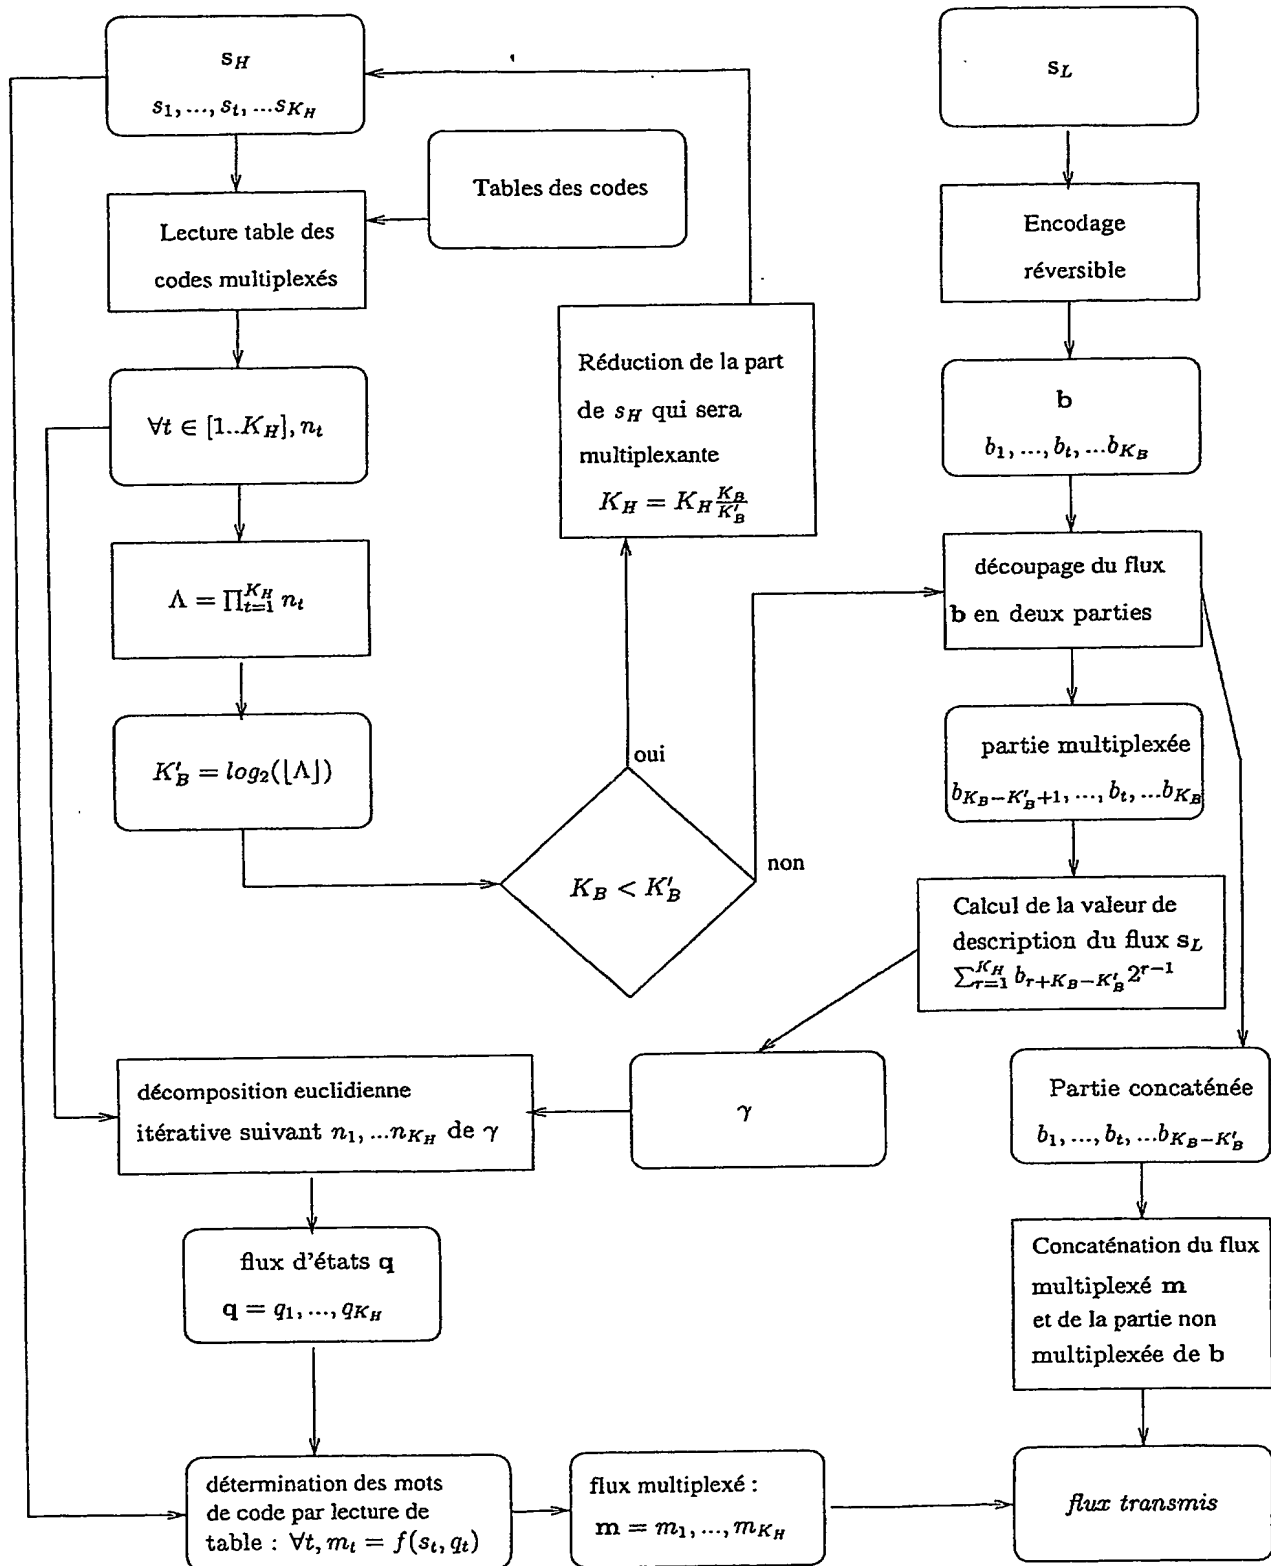 s_H
s_1, ..., s_t, ...s_{K_H}
Tables des codes
Lecture table des
codes multiplexés
∀t ∈ [1..K_H], n_t
Λ = ∏_{t=1}^{K_H} n_t
K'_B = log_2(⌊Λ⌋)
Réduction de la part
de s_H qui sera
multiplexante
K_H = K_H \frac{K_B}{K'_B}
oui
K_B < K'_B
non
s_L
Encodage
réversible
b
b_1, ..., b_t, ...b_{K_B}
découpage du flux
b en deux parties
partie multiplexée
b_{K_B-K'_B+1}, ..., b_t, ...b_{K_B}
Calcul de la valeur de
description du flux s_L
∑_{r=1}^{K_H} b_{r+K_B-K'_B} 2^{r-1}
γ
décomposition euclidienne
itérative suivant n_1, ...n_{K_H} de γ
flux d'états q
q = q_1, ..., q_{K_H}
Partie concaténée
b_1, ..., b_t, ...b_{K_B-K'_B}
Concaténation du flux
multiplexé m
et de la partie non
multiplexée de b
détermination des mots
de code par lecture de
table : ∀t, m_t = f(s_t, q_t)
flux multiplexé :
m = m_1, ..., m_{K_H}
flux transmis